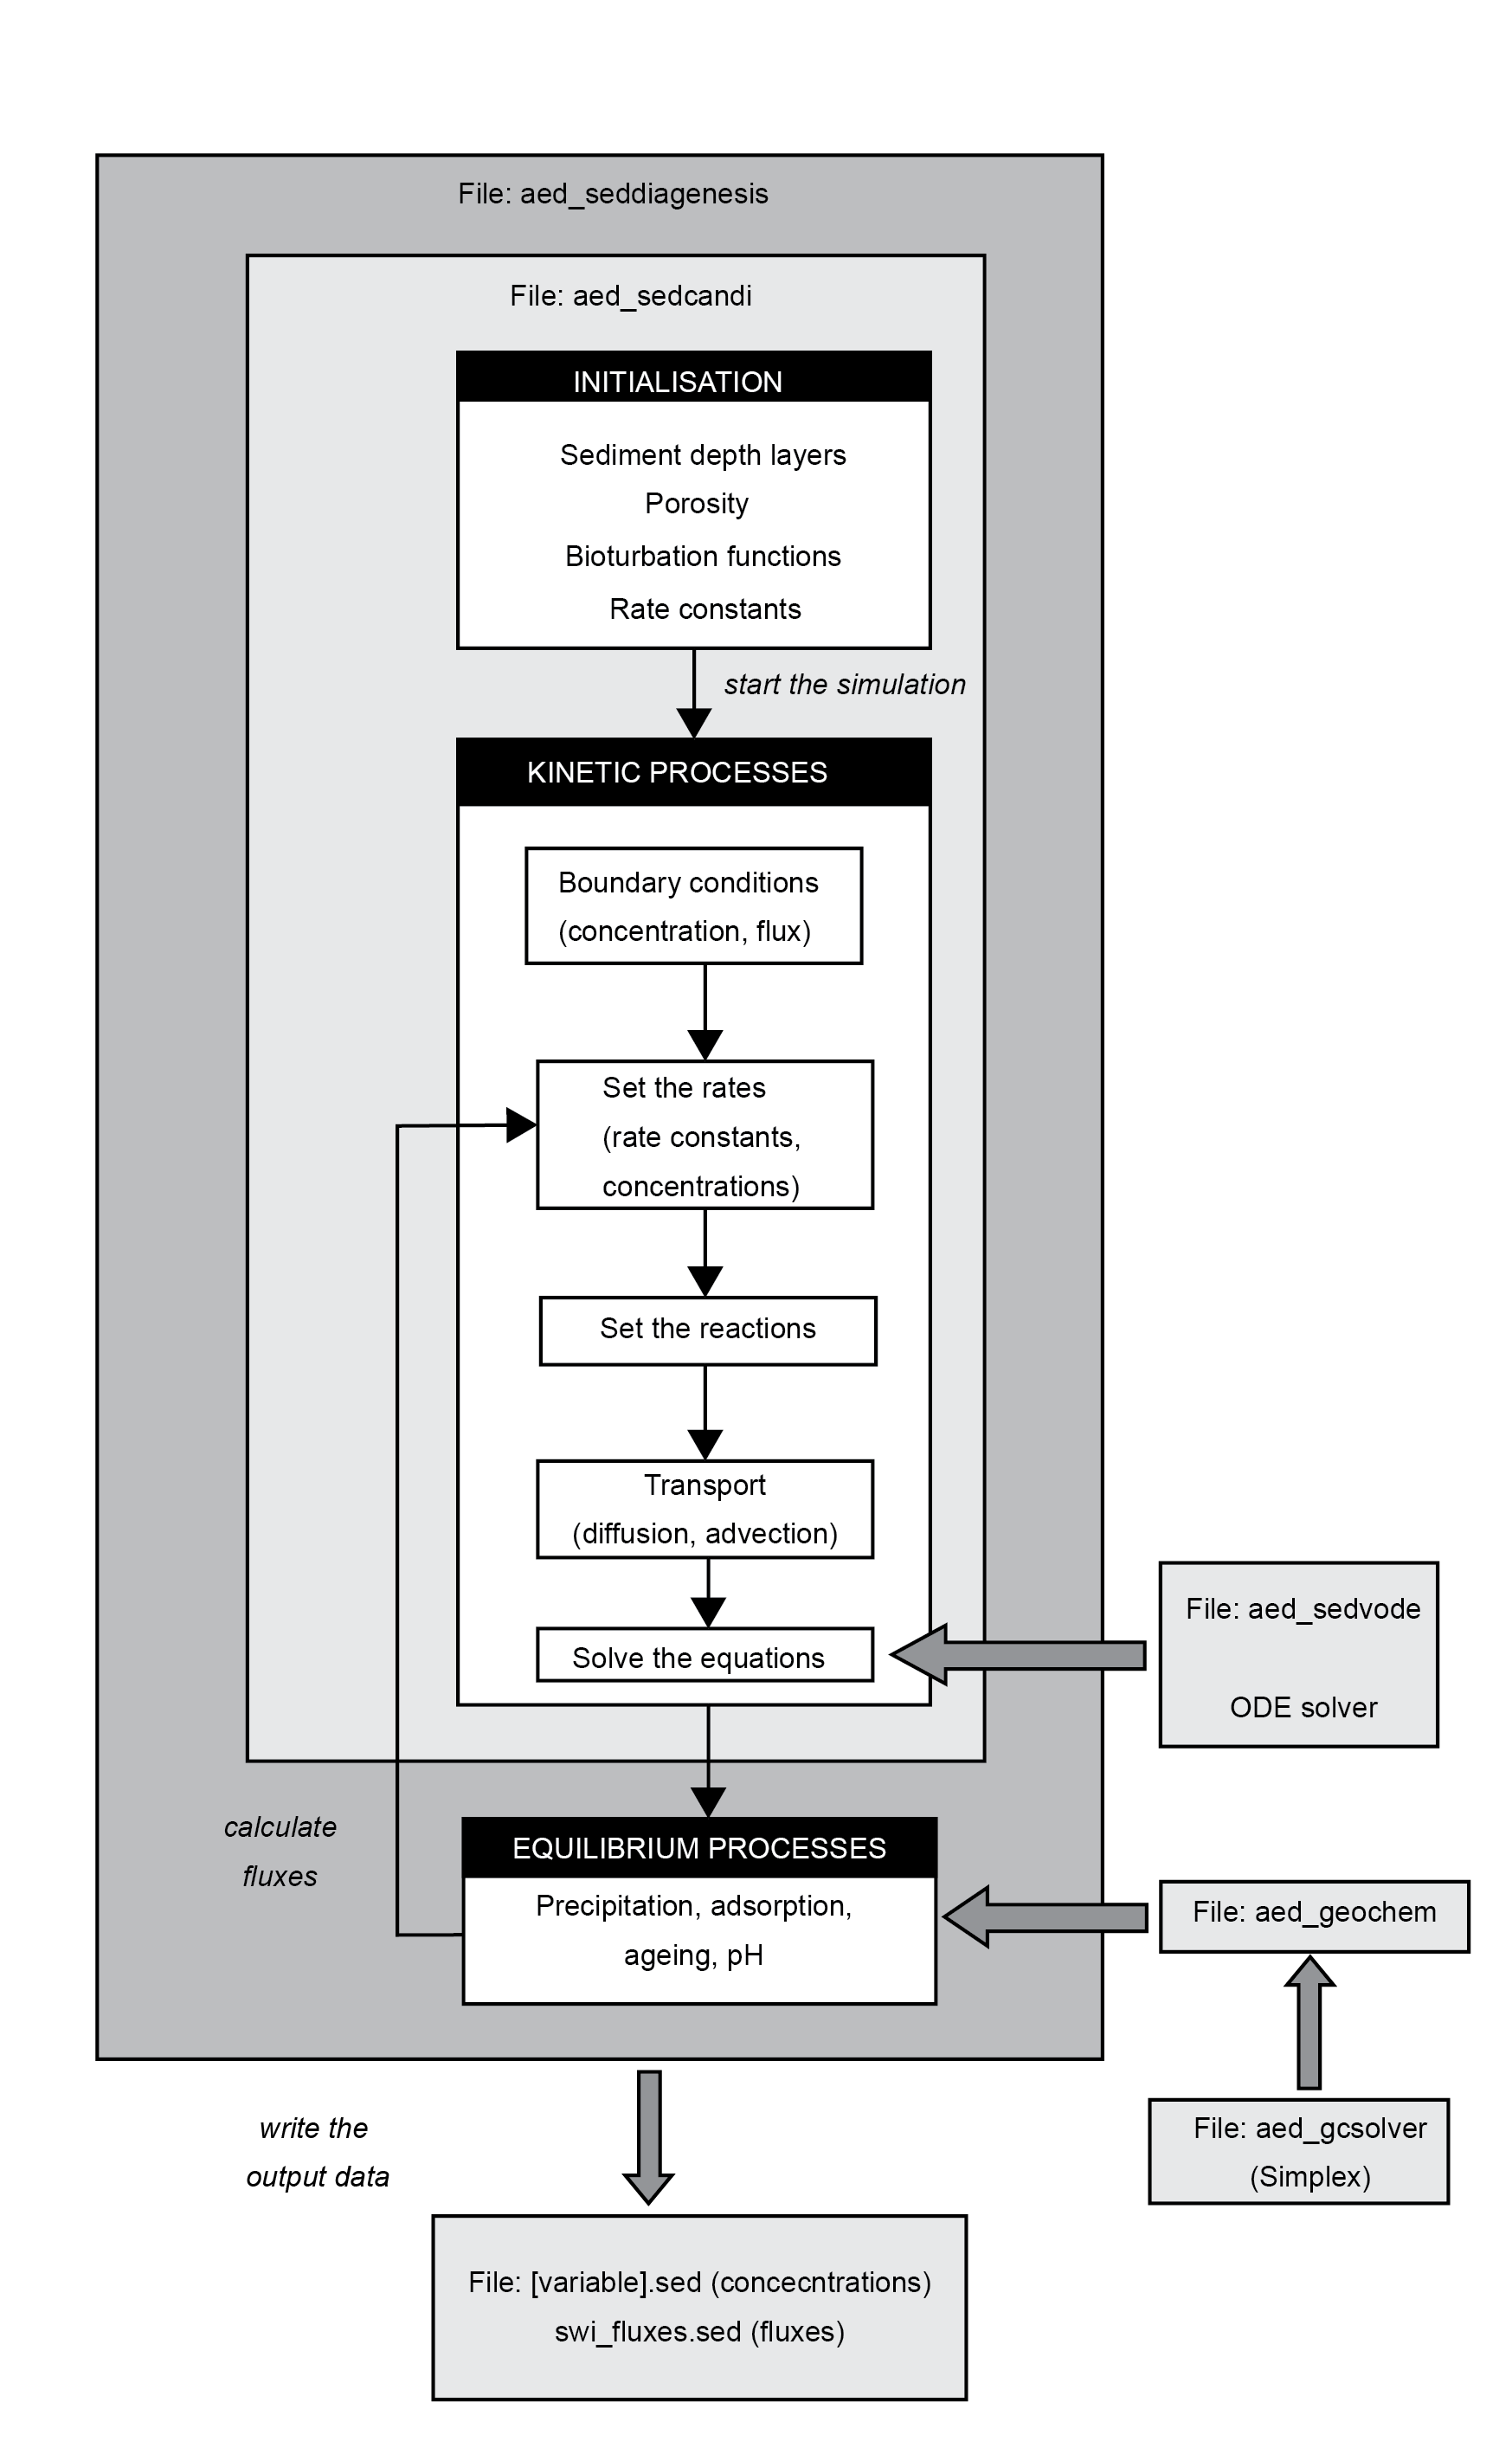 File: aed_seddiagenesis
File: aed_sedcandi
INITIALISATION
Sediment depth layers
Porosity
Bioturbation functions
Rate constants
start the simulation
KINETIC PROCESSES
Boundary conditions
(concentration, flux)
Set the rates
(rate constants,
concentrations)
Set the reactions
Transport
(diffusion, advection)
Solve the equations
File: aed_sedvode
ODE solver
calculate
fluxes
EQUILIBRIUM PROCESSES
Precipitation, adsorption,
ageing, pH
File: aed_geochem
File: aed_gcsolver
(Simplex)
write the
output data
File: [variable].sed (concecntrations)
swi_fluxes.sed (fluxes)